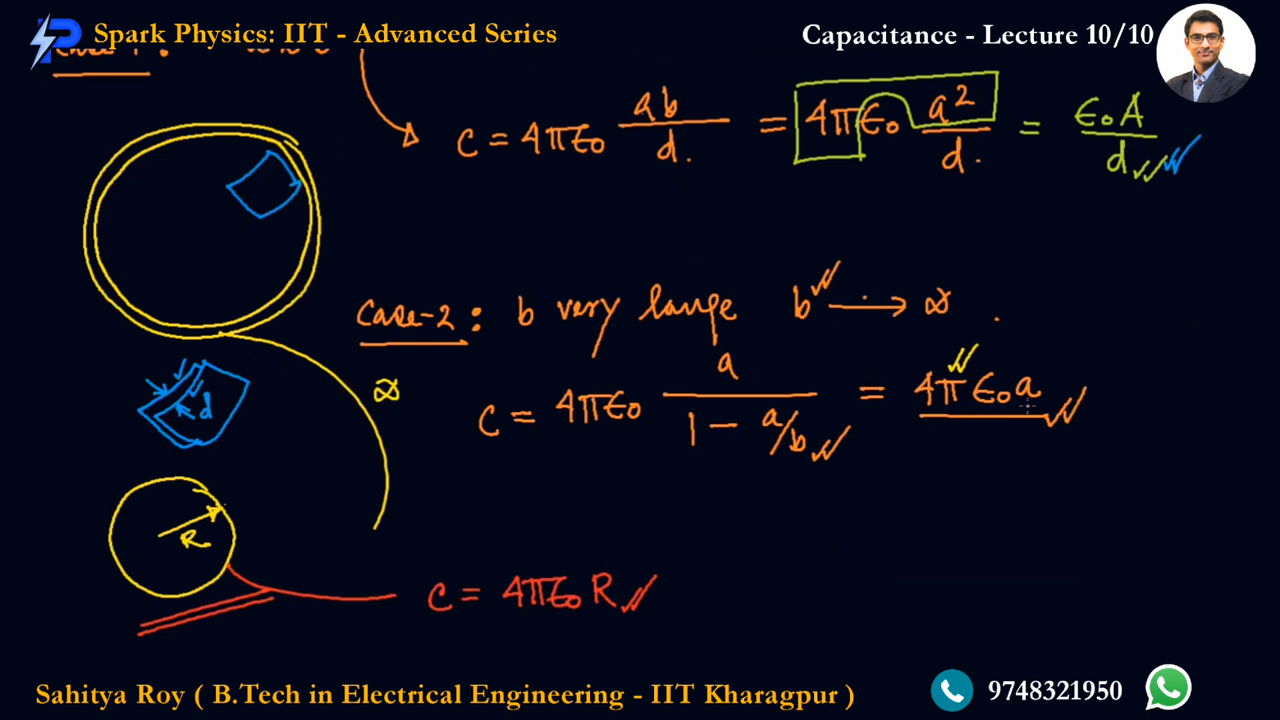 Spark Physics: IIT - Advanced Series
Capacitance - Lecture 10/10
C = 4πε₀ ab/d. = 4πε₀ a²/d. = ε₀A/d
Case-2 : b very large b → ∞ .
C = 4πε₀ a/(1 - a/b) = 4πε₀a
∞
d
R
C = 4πε₀R
Sahitya Roy ( B.Tech in Electrical Engineering - IIT Kharagpur )
9748321950